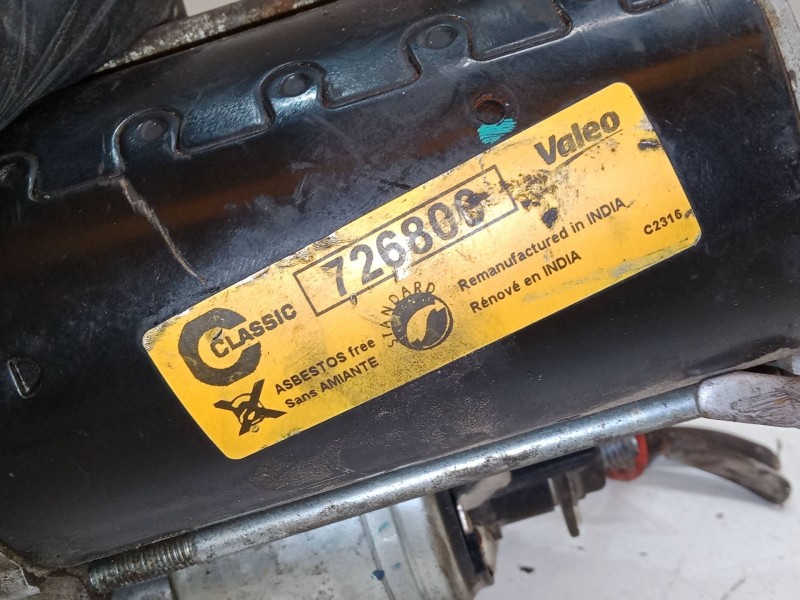 Valeo
726800
C CLASSIC
STANDARD
Remanufactured in INDIA
Rénové en INDIA
C2316
ASBESTOS free
Sans AMIANTE